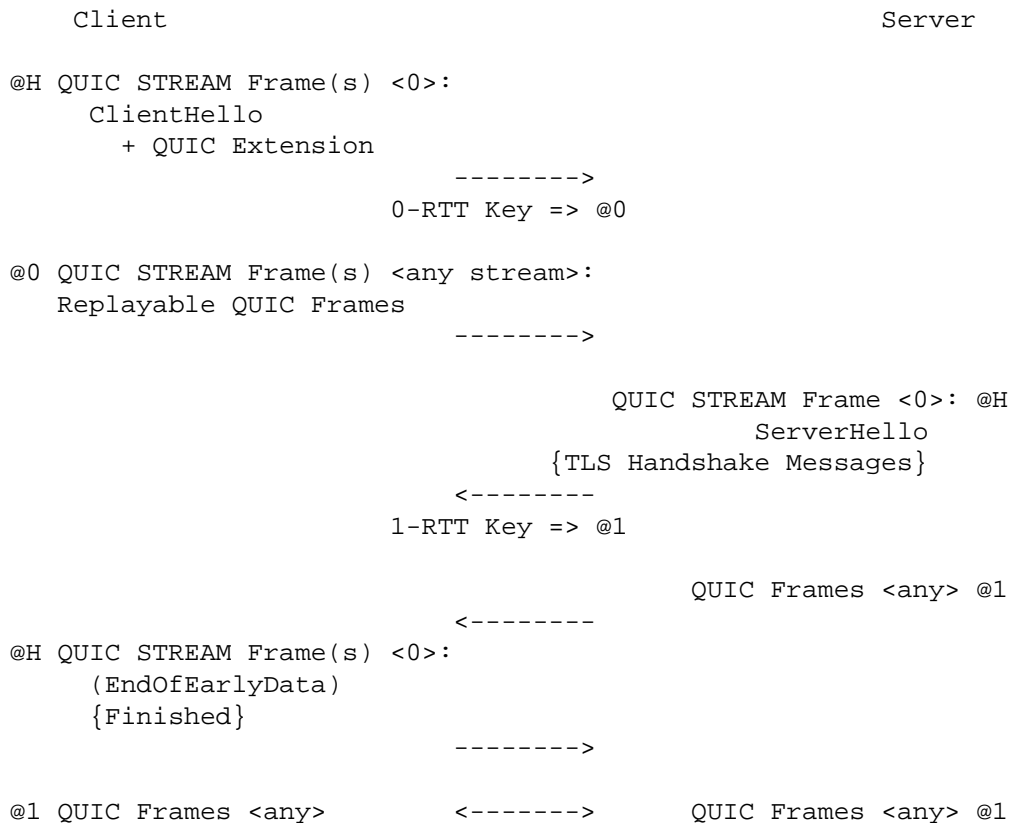 Client                                             Server

@H QUIC STREAM Frame(s) <0>:
     ClientHello
       + QUIC Extension
                            -------->
                        0-RTT Key => @0

@0 QUIC STREAM Frame(s) <any stream>:
   Replayable QUIC Frames
                            -------->

                                      QUIC STREAM Frame <0>: @H
                                               ServerHello
                                  {TLS Handshake Messages}
                            <--------
                        1-RTT Key => @1

                                           QUIC Frames <any> @1
                            <--------
@H QUIC STREAM Frame(s) <0>:
     (EndOfEarlyData)
     {Finished}
                            -------->

@1 QUIC Frames <any>        <------->      QUIC Frames <any> @1